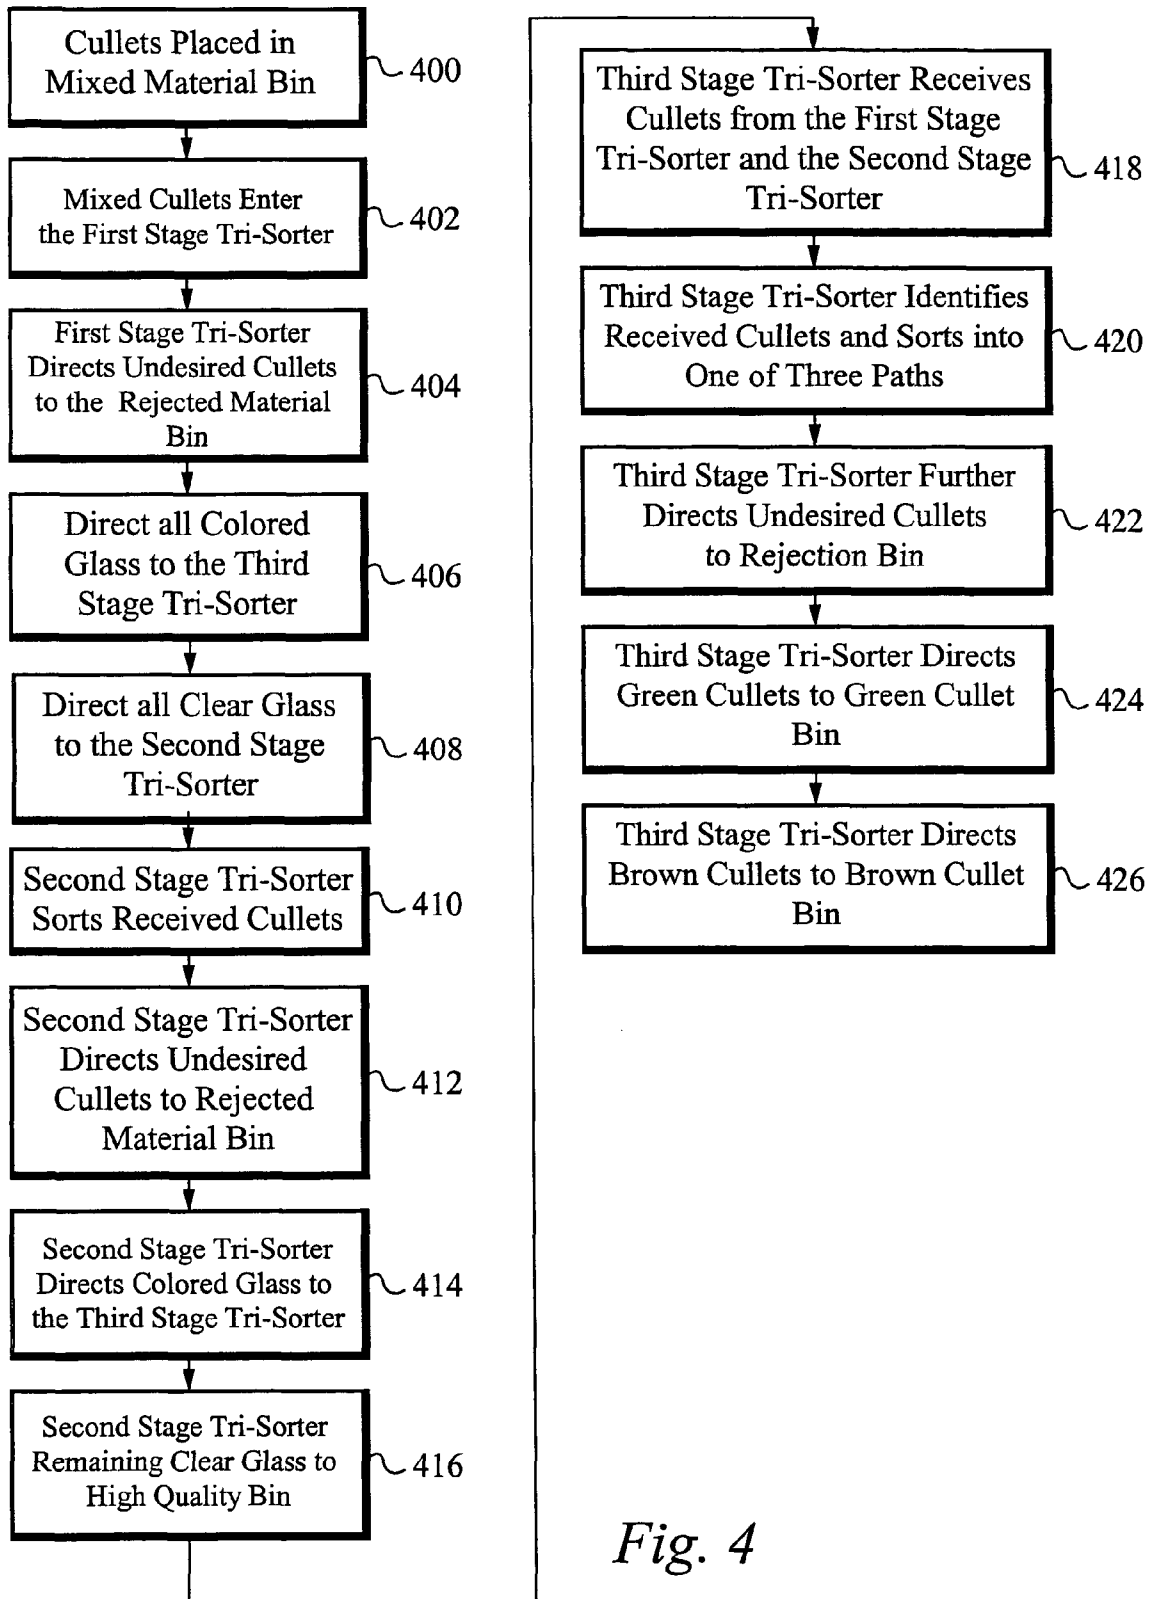 Cullets Placed in
Mixed Material Bin
400
Mixed Cullets Enter
the First Stage Tri-Sorter
402
First Stage Tri-Sorter
Directs Undesired Cullets
to the Rejected Material
Bin
404
Direct all Colored
Glass to the Third
Stage Tri-Sorter
406
Direct all Clear Glass
to the Second Stage
Tri-Sorter
408
Second Stage Tri-Sorter
Sorts Received Cullets
410
Second Stage Tri-Sorter
Directs Undesired
Cullets to Rejected
Material Bin
412
Second Stage Tri-Sorter
Directs Colored Glass to
the Third Stage Tri-Sorter
414
Second Stage Tri-Sorter
Remaining Clear Glass to
High Quality Bin
416
Third Stage Tri-Sorter Receives
Cullets from the First Stage
Tri-Sorter and the Second Stage
Tri-Sorter
418
Third Stage Tri-Sorter Identifies
Received Cullets and Sorts into
One of Three Paths
420
Third Stage Tri-Sorter Further
Directs Undesired Cullets
to Rejection Bin
422
Third Stage Tri-Sorter Directs
Green Cullets to Green Cullet
Bin
424
Third Stage Tri-Sorter Directs
Brown Cullets to Brown Cullet
Bin
426
Fig. 4